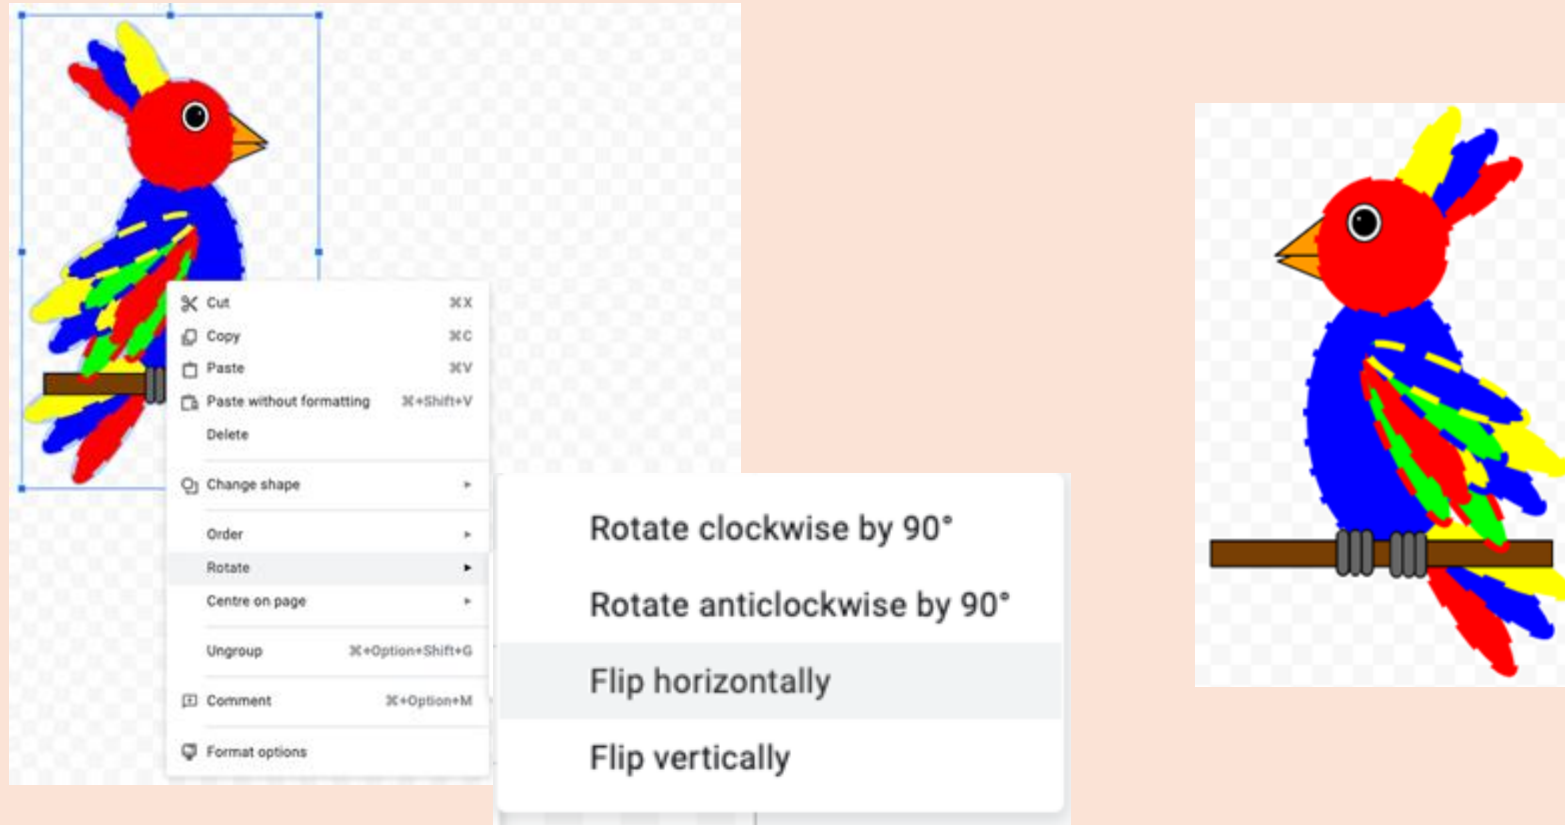 Cut ⌘X
Copy ⌘C
Paste ⌘V
Paste without formatting ⌘+Shift+V
Delete
Change shape
Order
Rotate
Centre on page
Ungroup ⌘+Option+Shift+G
Comment ⌘+Option+M
Format options
Rotate clockwise by 90°
Rotate anticlockwise by 90°
Flip horizontally
Flip vertically